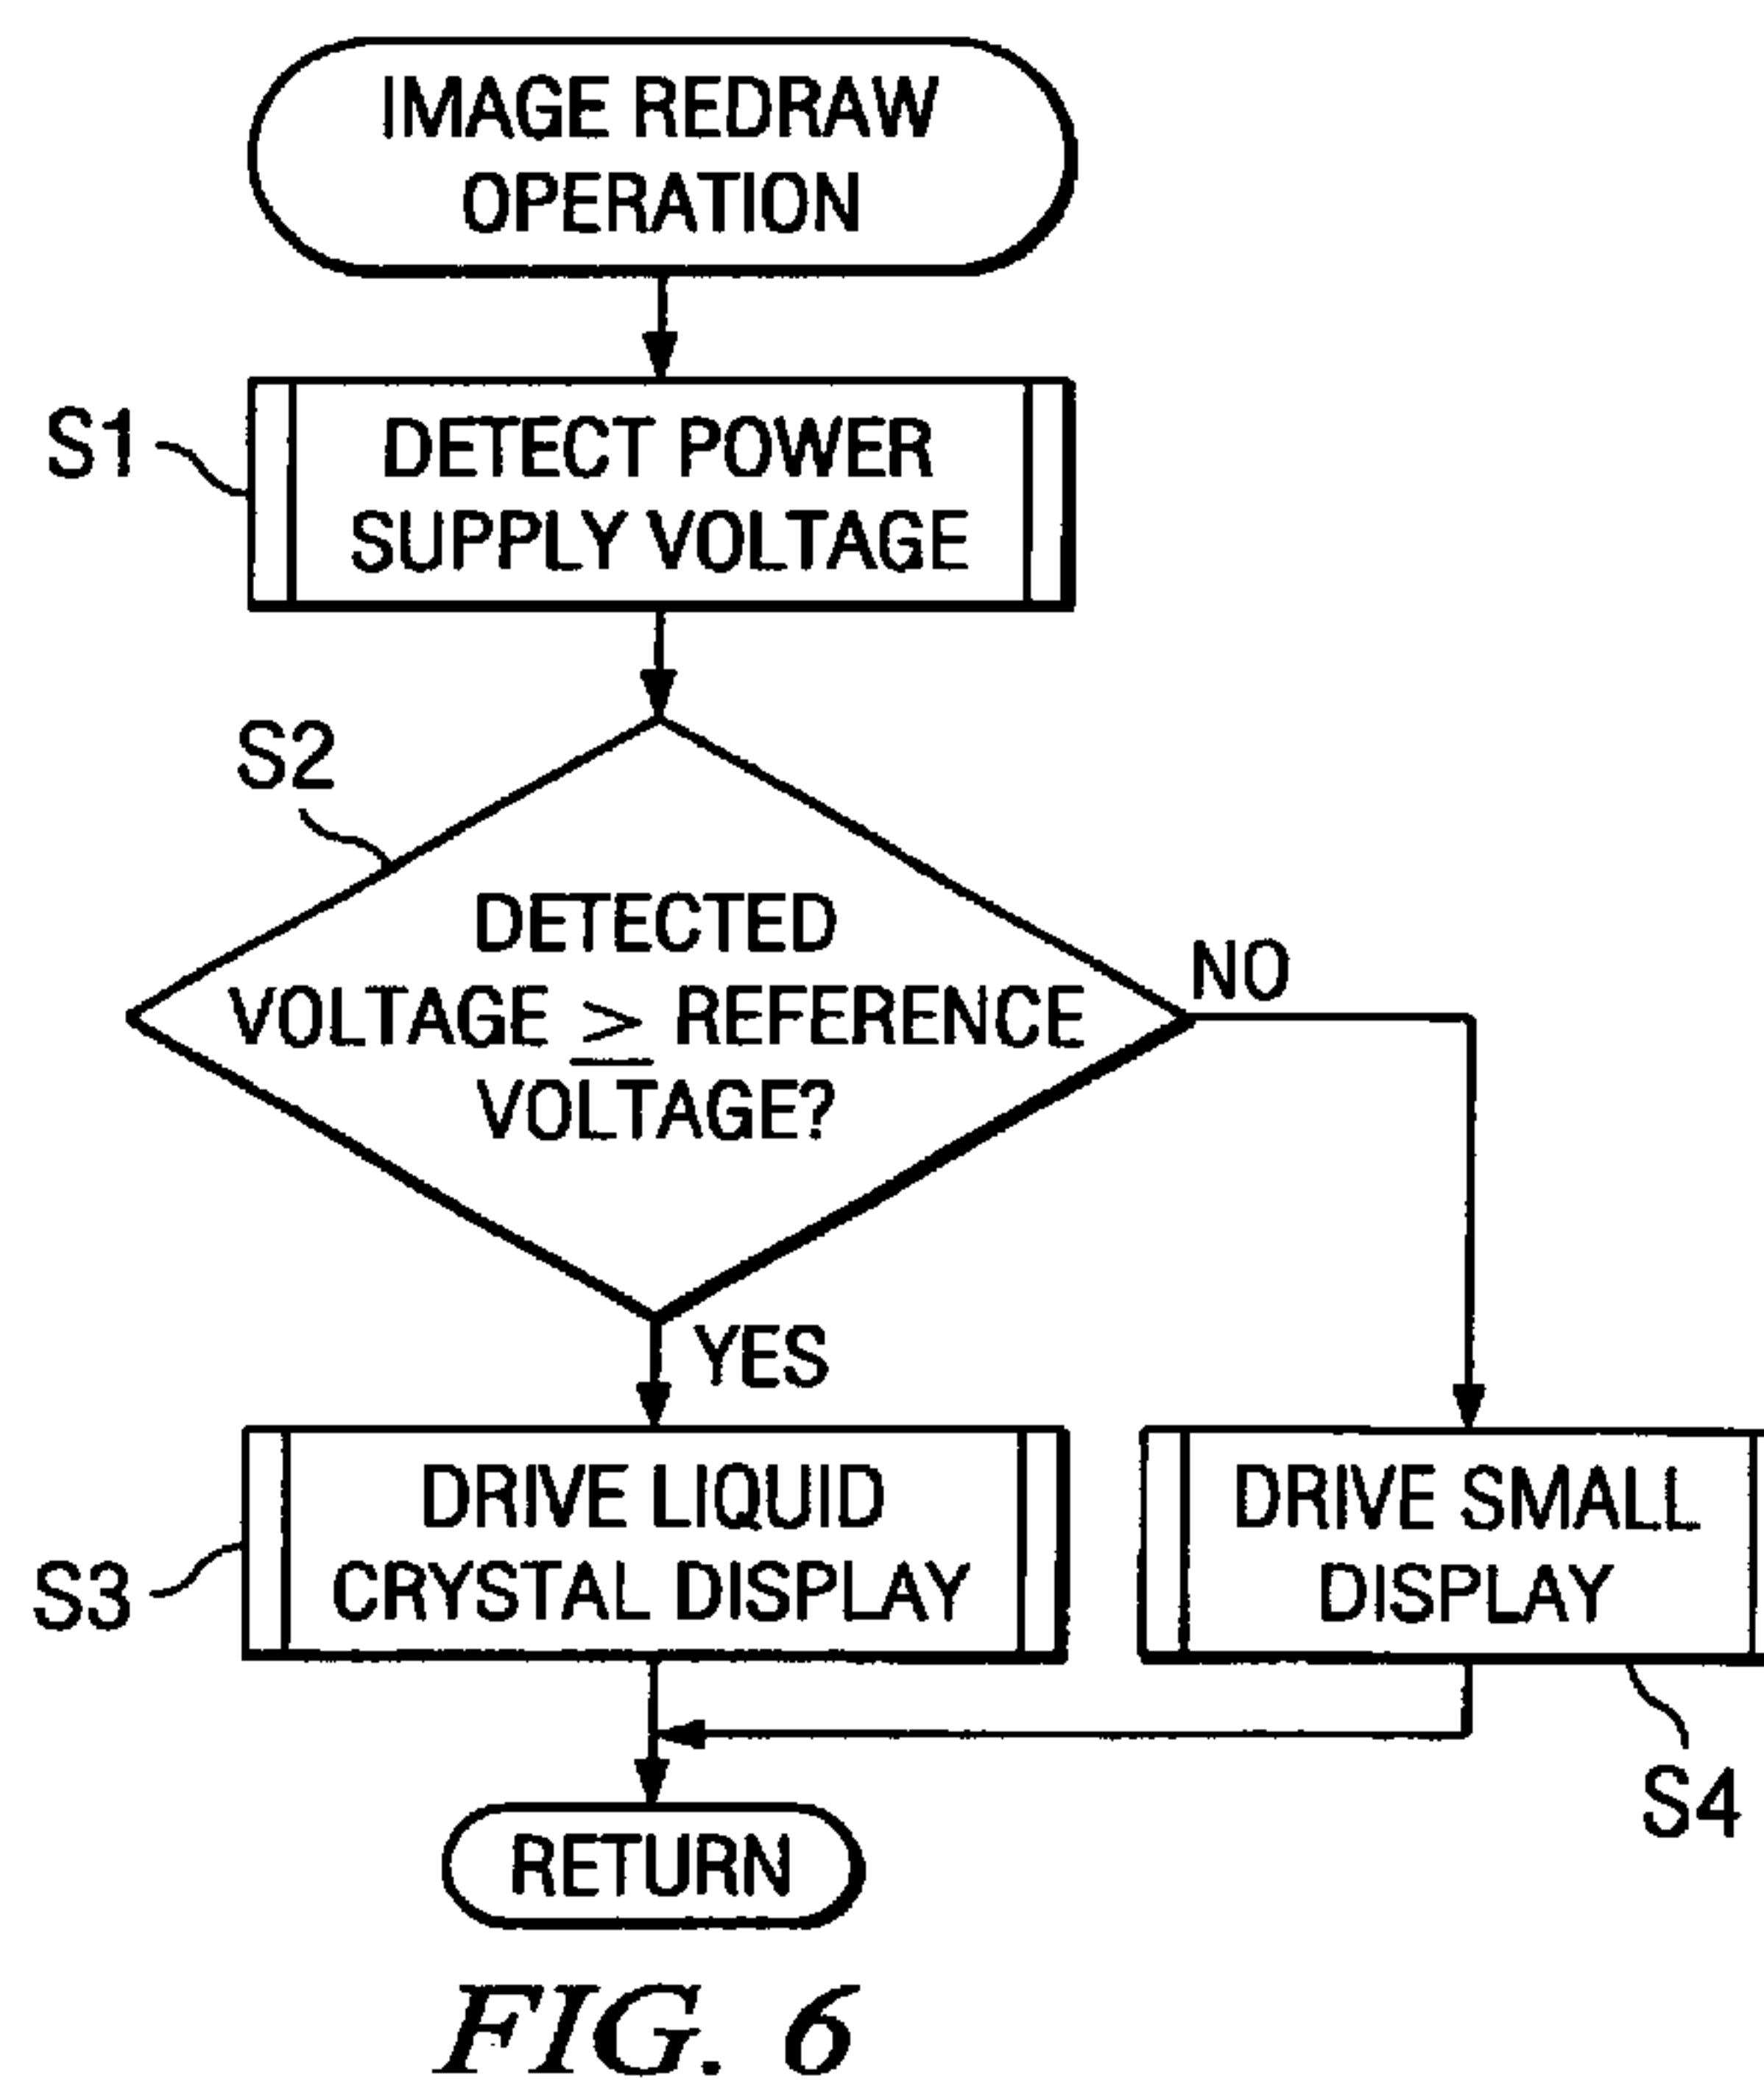 IMAGE REDRAW
OPERATION
S1
DETECT POWER
SUPPLY VOLTAGE
S2
DETECTED
VOLTAGE ≥ REFERENCE
VOLTAGE?
NO
YES
DRIVE LIQUID
CRYSTAL DISPLAY
S3
DRIVE SMALL
DISPLAY
S4
RETURN
FIG. 6